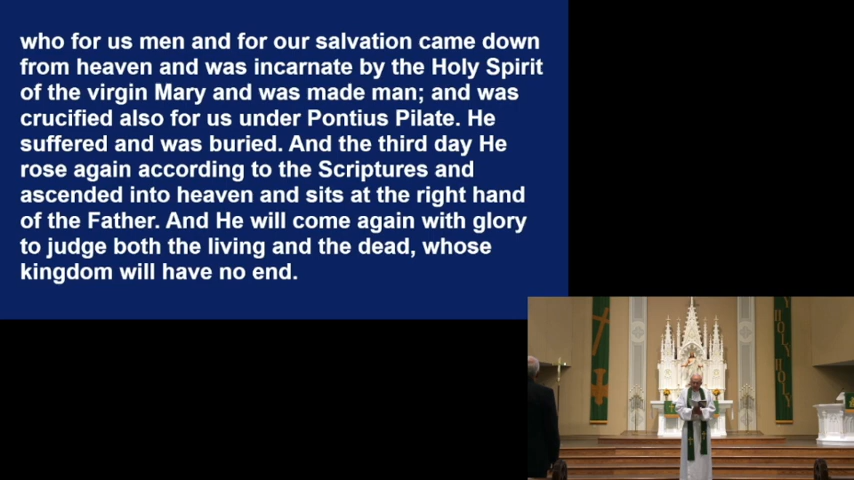 who for us men and for our salvation came down
from heaven and was incarnate by the Holy Spirit
of the virgin Mary and was made man; and was
crucified also for us under Pontius Pilate. He
suffered and was buried. And the third day He
rose again according to the Scriptures and
ascended into heaven and sits at the right hand
of the Father. And He will come again with glory
to judge both the living and the dead, whose
kingdom will have no end.
HOLY
HOLY